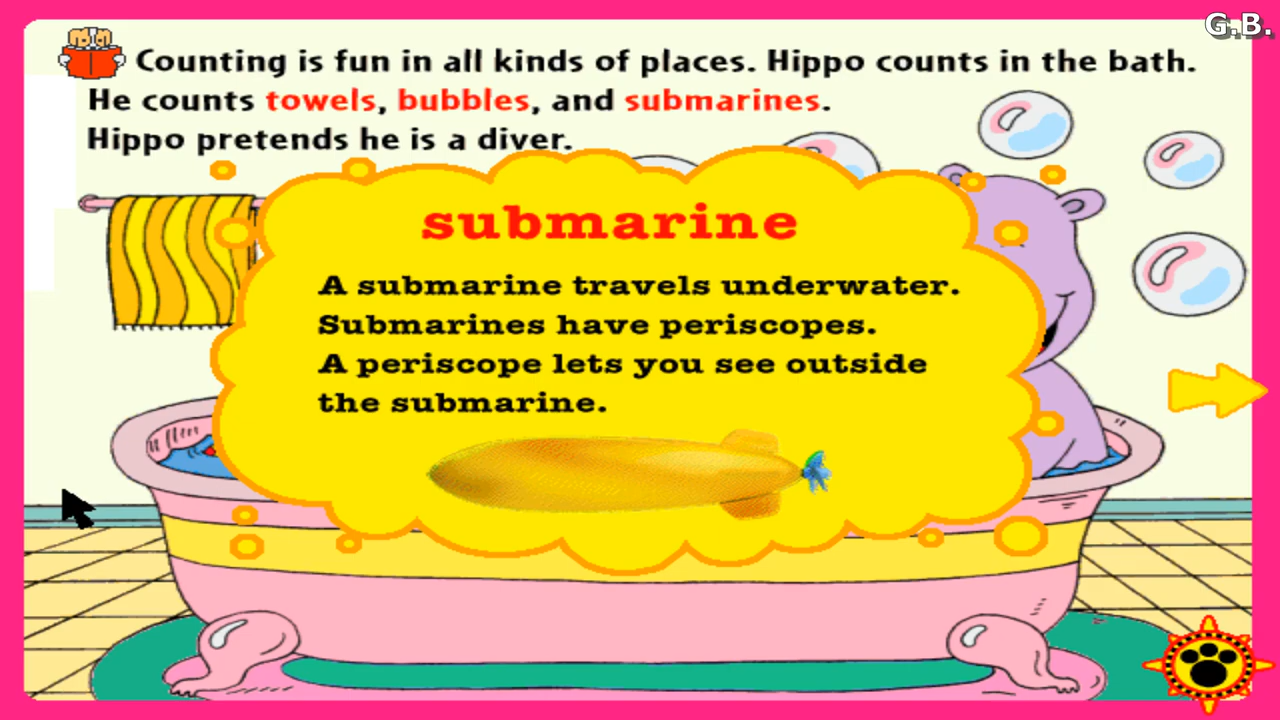 G.B.
Counting is fun in all kinds of places. Hippo counts in the bath.
He counts towels, bubbles, and submarines.
Hippo pretends he is a diver.
submarine
A submarine travels underwater.
Submarines have periscopes.
A periscope lets you see outside
the submarine.